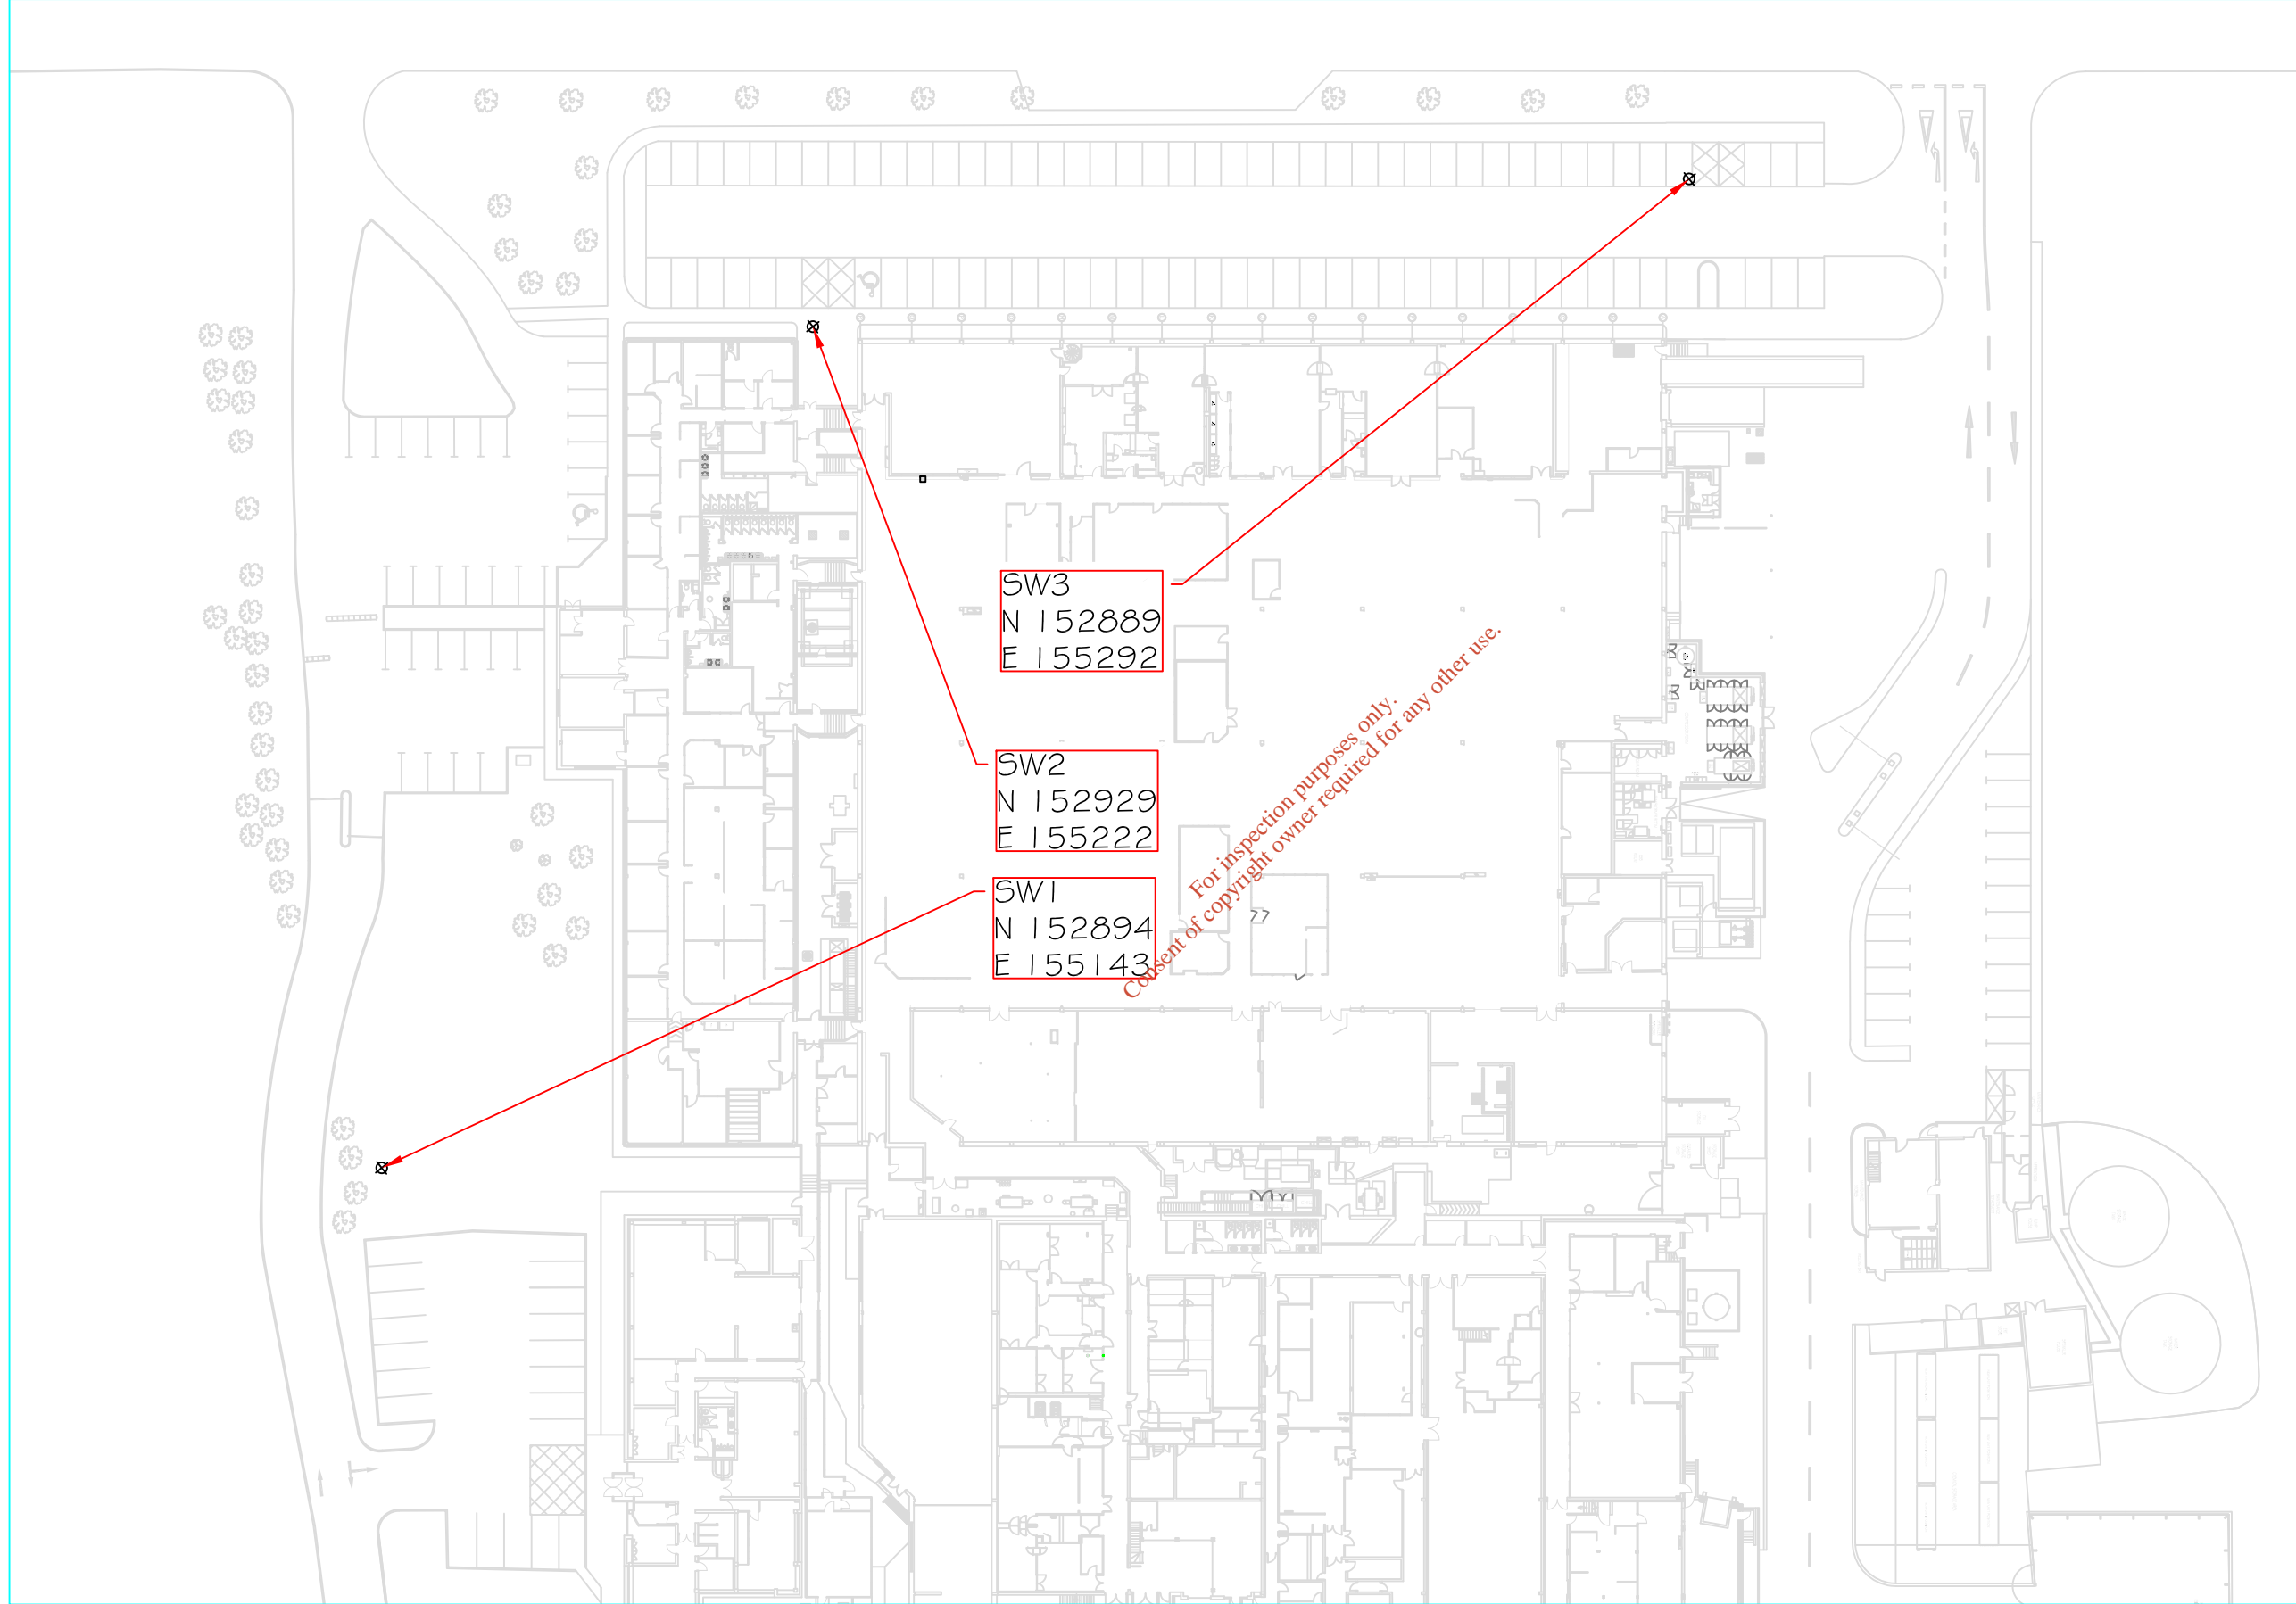 SW3
N 152889
E 155292
SW2
N 152929
E 155222
SW1
N 152894
E 155143
For inspection purposes only.
Consent of copyright owner required for any other use.